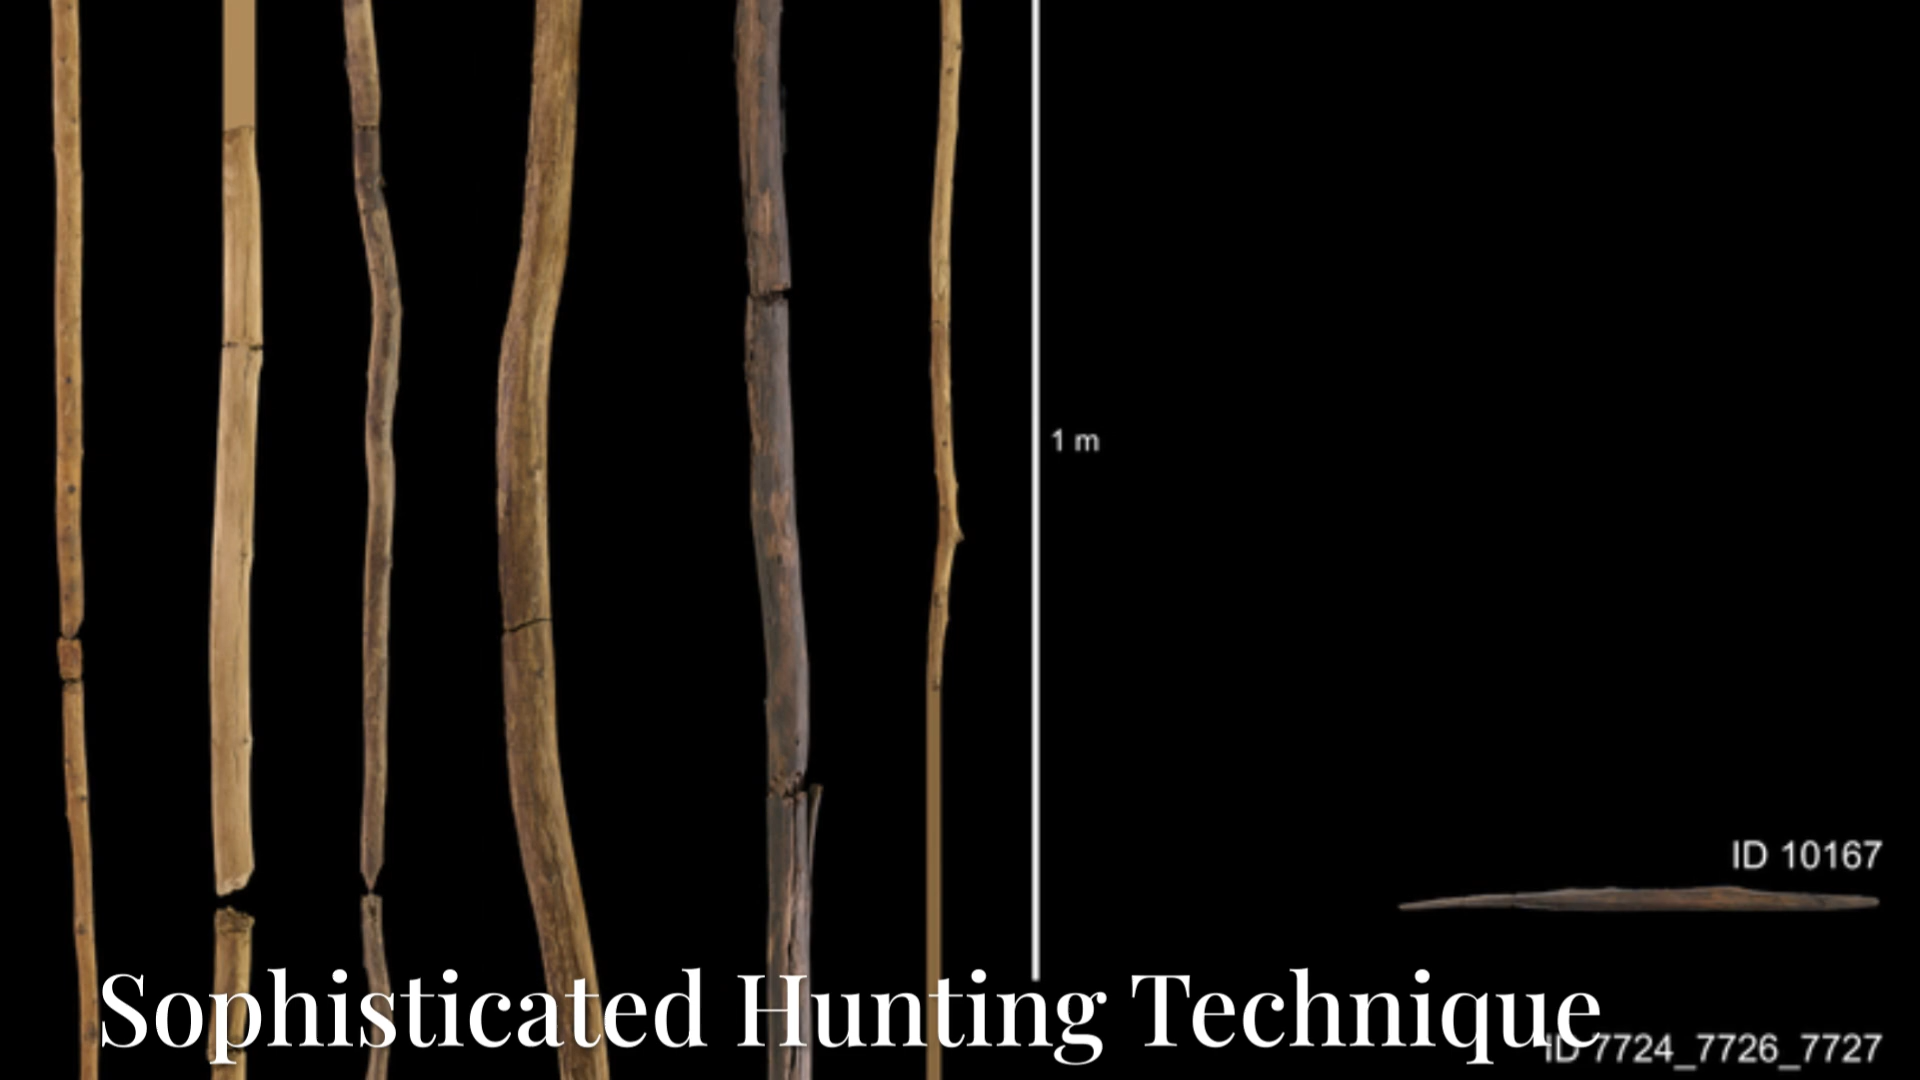 1 m
ID 10167
Sophisticated Hunting Technique
ID 7724_7726_7727